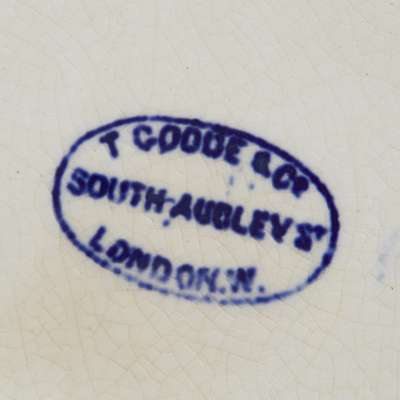 T GOODE & Co
SOUTH AUDLEY St
LONDON. W.